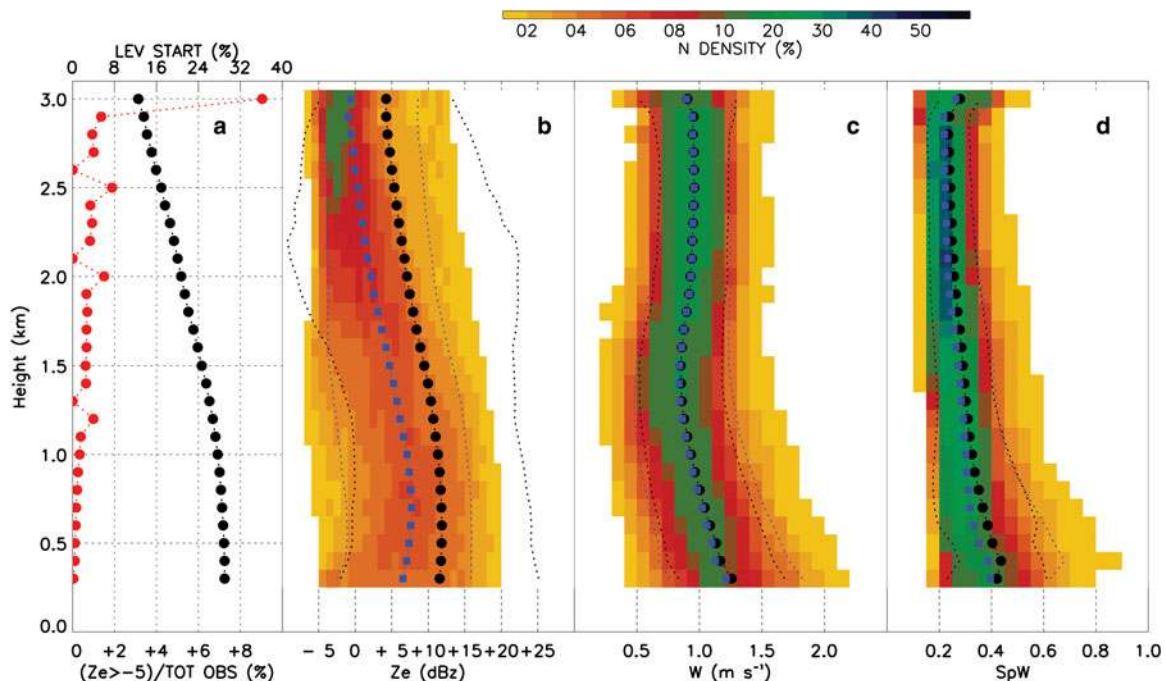 02 04 06 08 10 20 30 40 50
N DENSITY (%)
LEV START (%)
0 8 16 24 32 40
a b c d
3.0
2.5
2.0
1.5
1.0
0.5
0.0
Height (km)
0 +2 +4 +6 +8
(Ze>-5)/TOT OBS (%)
- 5 0 + +5 +10 +15 +20 +25
Ze (dBz)
0.5 1.0 1.5 2.0
W (m s⁻¹)
0.2 0.4 0.6 0.8 1.0
SpW